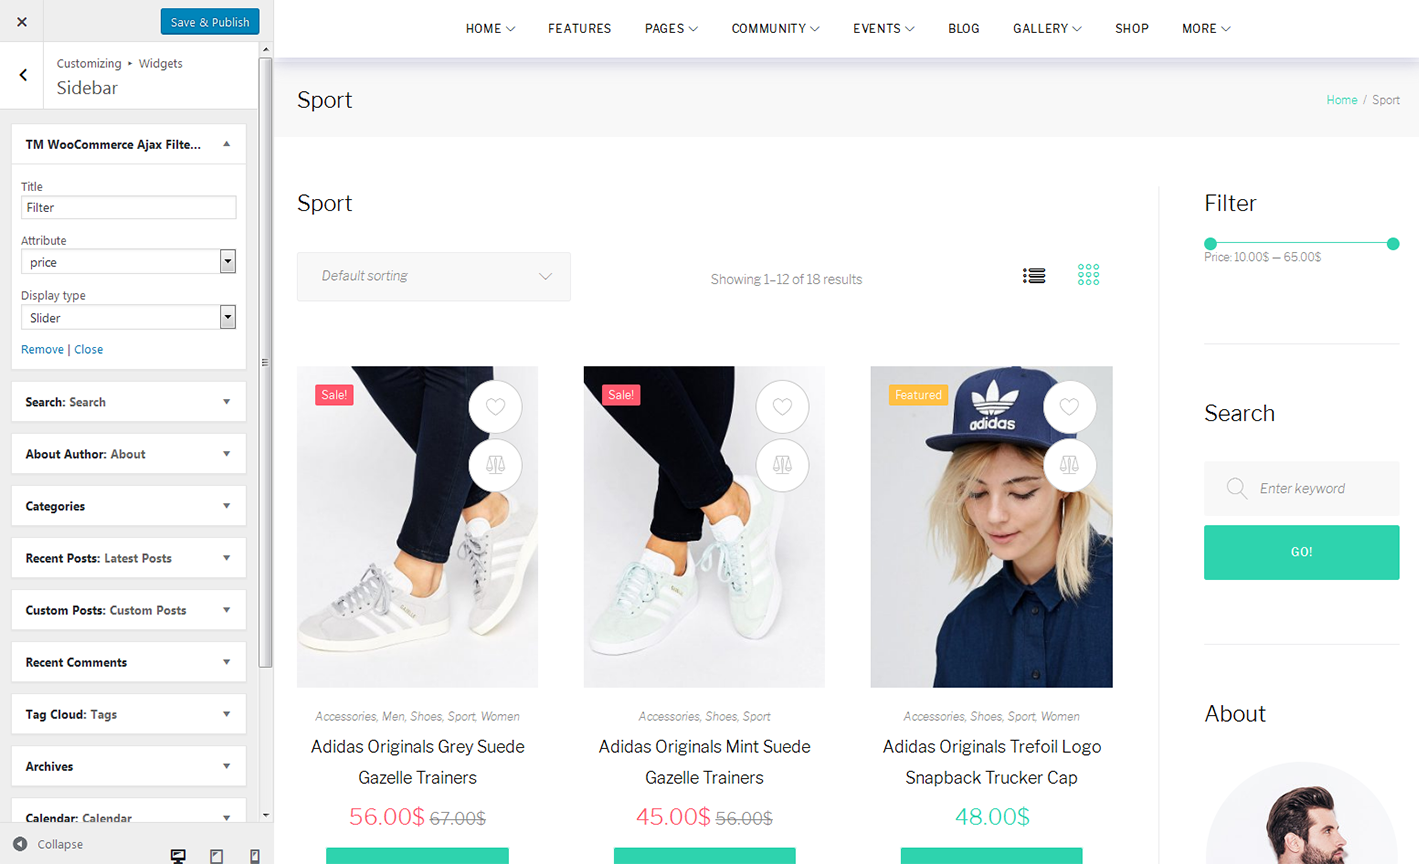 Save & Publish
Customizing ▸ Widgets
Sidebar
TM WooCommerce Ajax Filte...
Title
Filter
Attribute
price
Display type
Slider
Remove | Close
Search: Search
About Author: About
Categories
Recent Posts: Latest Posts
Custom Posts: Custom Posts
Recent Comments
Tag Cloud: Tags
Archives
Calendar: Calendar
Collapse
HOME FEATURES PAGES COMMUNITY EVENTS BLOG GALLERY SHOP MORE
Sport
Home / Sport
Sport
Default sorting
Showing 1–12 of 18 results
Sale!
Accessories, Men, Shoes, Sport, Women
Adidas Originals Grey Suede
Gazelle Trainers
56.00$ 67.00$
Sale!
Accessories, Shoes, Sport
Adidas Originals Mint Suede
Gazelle Trainers
45.00$ 56.00$
Featured
adidas
Accessories, Shoes, Sport, Women
Adidas Originals Trefoil Logo
Snapback Trucker Cap
48.00$
Filter
Price: 10.00$ — 65.00$
Search
Enter keyword
GO!
About